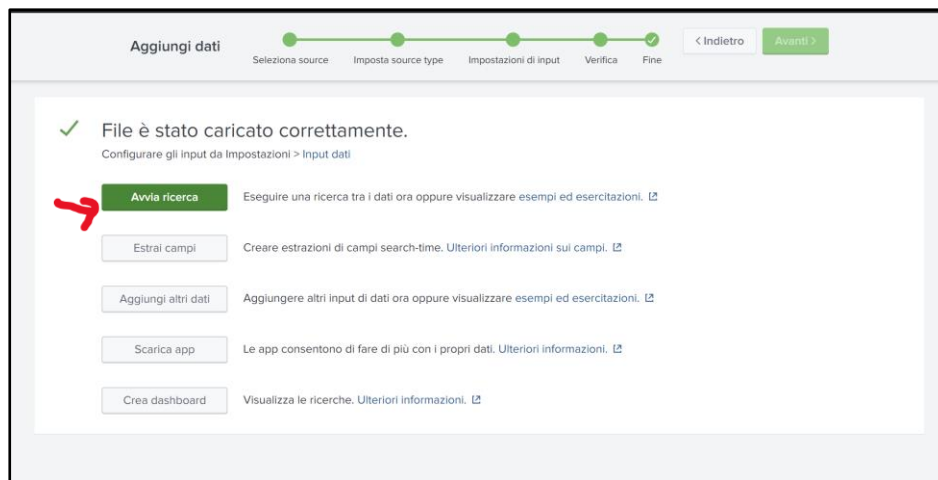 Aggiungi dati
Seleziona source
Imposta source type
Impostazioni di input
Verifica
Fine
< Indietro
Avanti >
File è stato caricato correttamente.
Configurare gli input da Impostazioni > Input dati
Avvia ricerca
Eseguire una ricerca tra i dati ora oppure visualizzare esempi ed esercitazioni.
Estrai campi
Creare estrazioni di campi search-time. Ulteriori informazioni sui campi.
Aggiungi altri dati
Aggiungere altri input di dati ora oppure visualizzare esempi ed esercitazioni.
Scarica app
Le app consentono di fare di più con i propri dati. Ulteriori informazioni.
Crea dashboard
Visualizza le ricerche. Ulteriori informazioni.